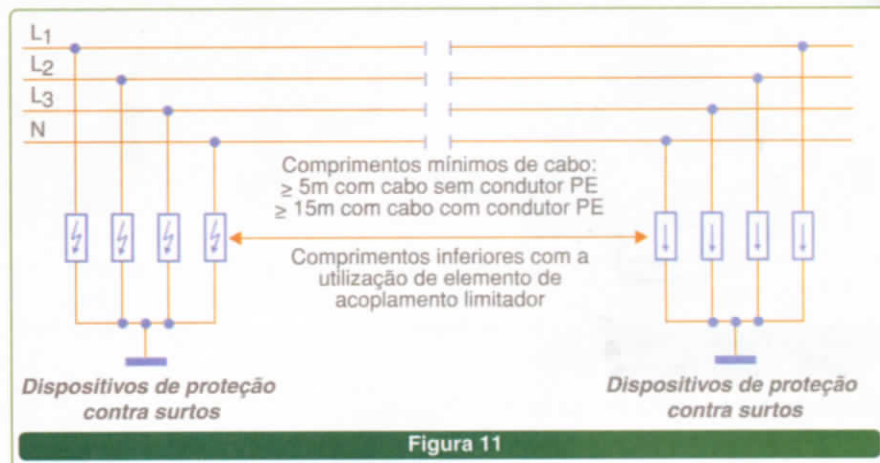 L1
L2
L3
N
Comprimentos mínimos de cabo:
≥ 5m com cabo sem condutor PE
≥ 15m com cabo com condutor PE
Comprimentos inferiores com a
utilização de elemento de
acoplamento limitador
Dispositivos de proteção
contra surtos
Dispositivos de proteção
contra surtos
Figura 11